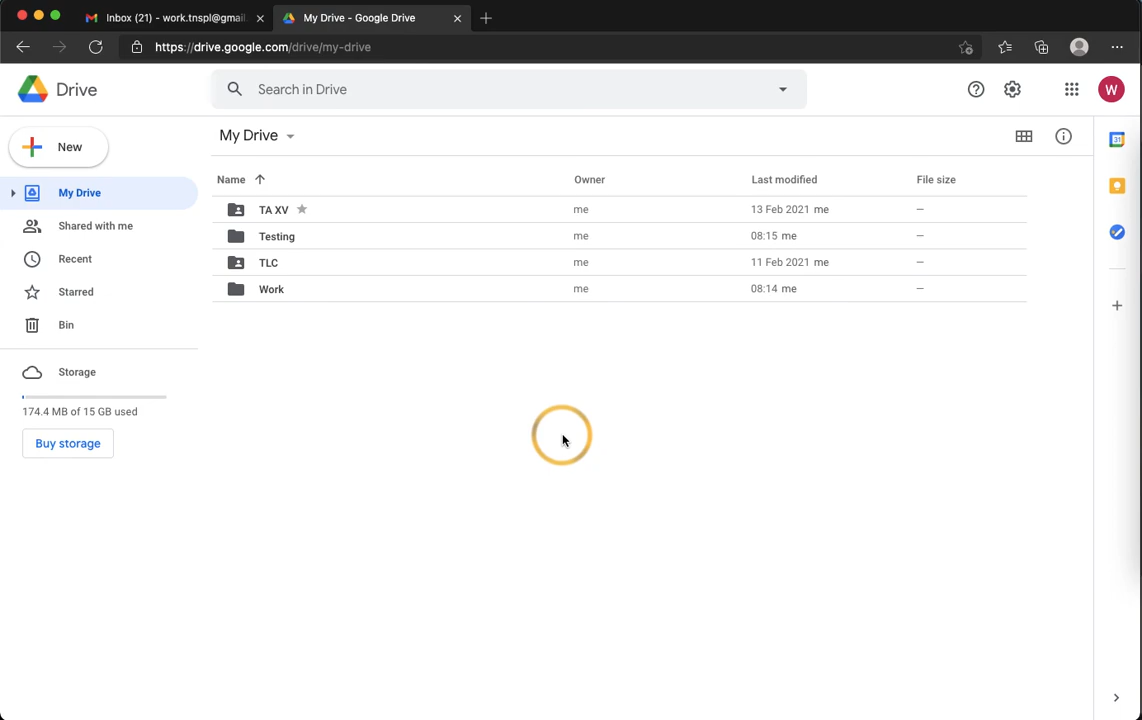 Inbox (21) - work.tnspl@gmail.
My Drive - Google Drive
https://drive.google.com/drive/my-drive
Drive
Search in Drive
W
New
My Drive
Shared with me
Recent
Starred
Bin
Storage
174.4 MB of 15 GB used
Buy storage
My Drive
Name Owner Last modified File size
TA XV me 13 Feb 2021 me –
Testing me 08:15 me –
TLC me 11 Feb 2021 me –
Work me 08:14 me –
31